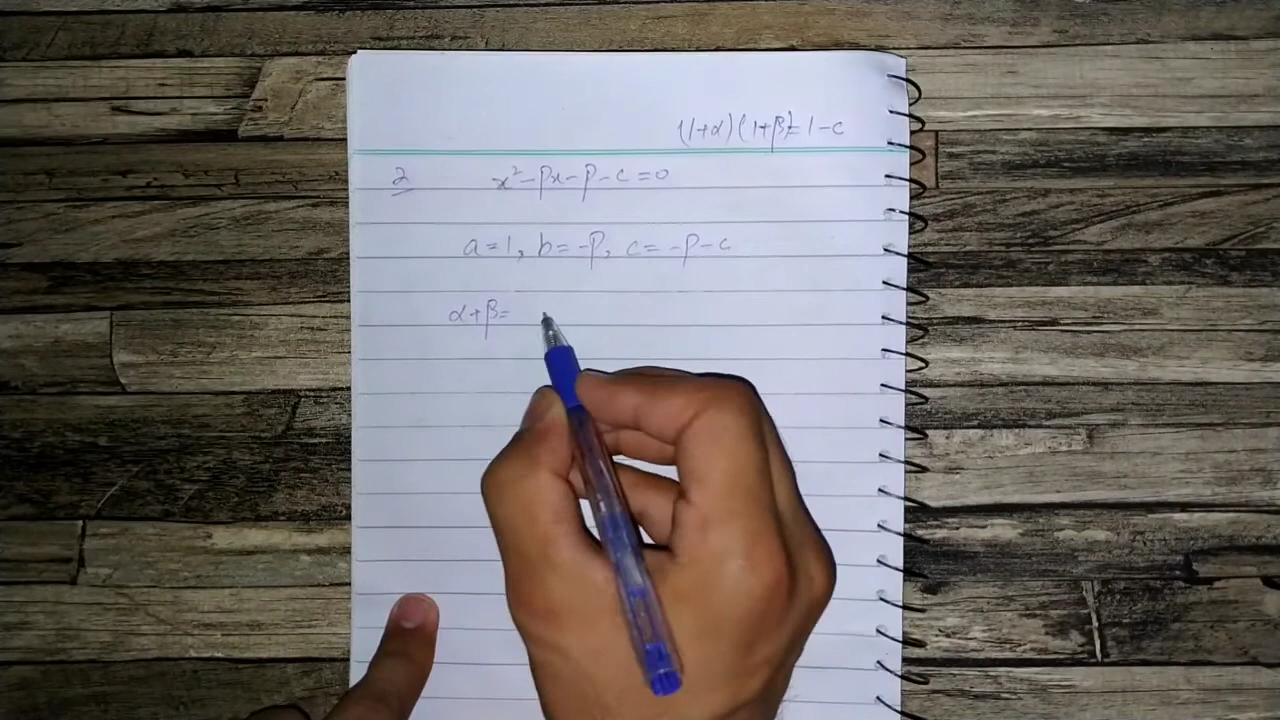 (1+α)(1+β)=1-c
2 x²-px-p-c=0
a=1, b=-p, c=-p-c
α+β=